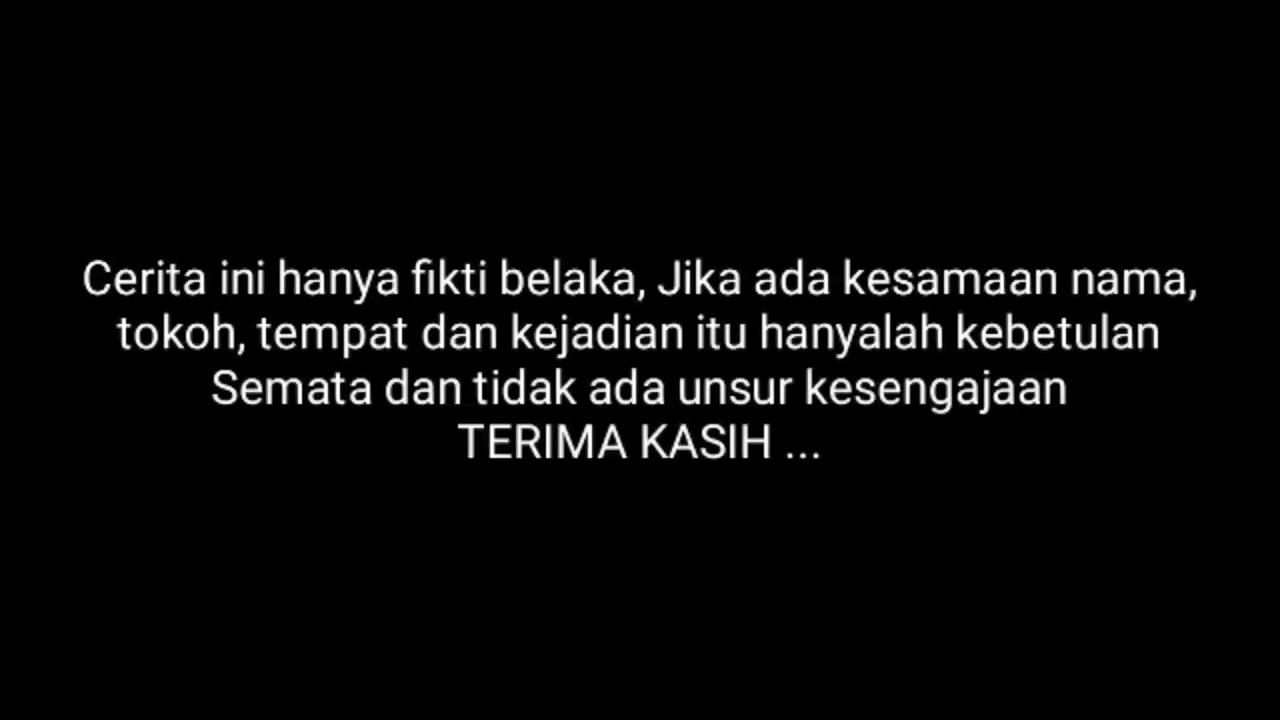 Cerita ini hanya fikti belaka, Jika ada kesamaan nama,
tokoh, tempat dan kejadian itu hanyalah kebetulan
Semata dan tidak ada unsur kesengajaan
TERIMA KASIH ...